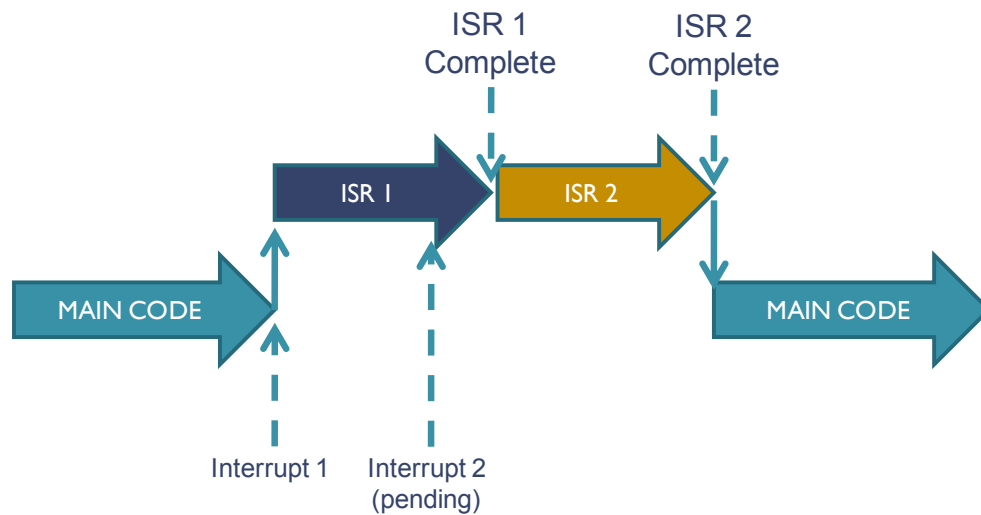 ISR 1
Complete
ISR 2
Complete
ISR 1
ISR 2
MAIN CODE
MAIN CODE
Interrupt 1
Interrupt 2
(pending)